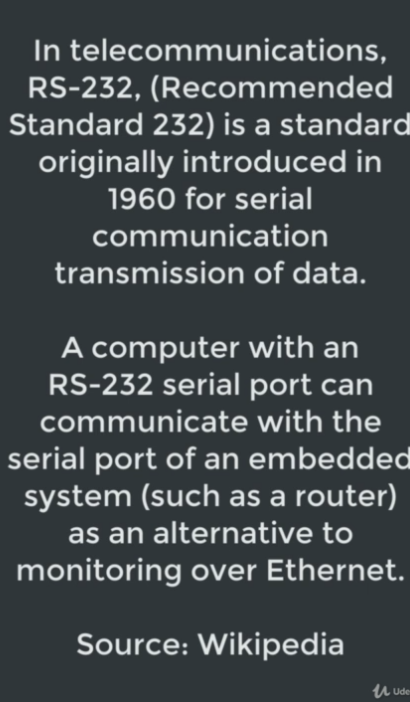 In telecommunications,
RS-232, (Recommended
Standard 232) is a standard
originally introduced in
1960 for serial
communication
transmission of data.
A computer with an
RS-232 serial port can
communicate with the
serial port of an embedded
system (such as a router)
as an alternative to
monitoring over Ethernet.
Source: Wikipedia
Ude